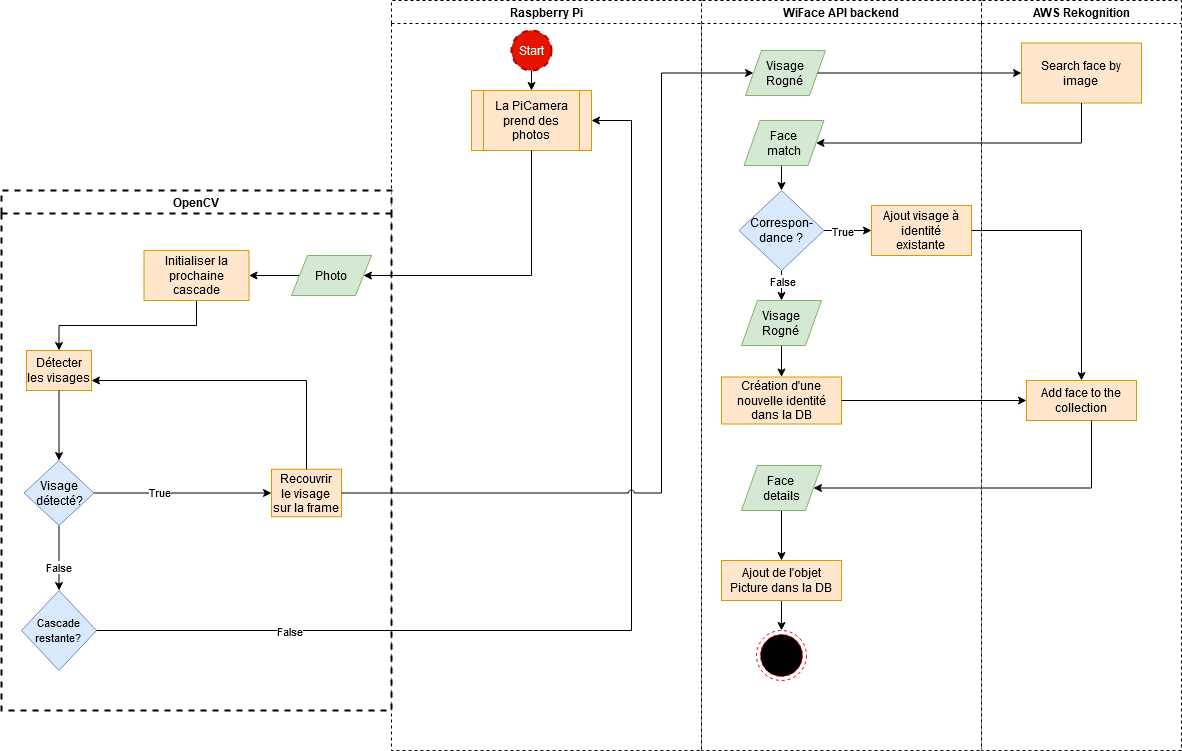 Raspberry Pi
WiFace API backend
AWS Rekognition
Start
La PiCamera
prend des
photos
Visage
Rogné
Search face by
image
Face
match
OpenCV
Correspon-
dance ?
True
Ajout visage à
identité
existante
Initialiser la
prochaine
cascade
Photo
False
Visage
Rogné
Détecter
les visages
Création d'une
nouvelle identité
dans la DB
Add face to the
collection
Visage
détecté?
True
Recouvrir
le visage
sur la frame
Face
details
False
Ajout de l'objet
Picture dans la DB
Cascade
restante?
False